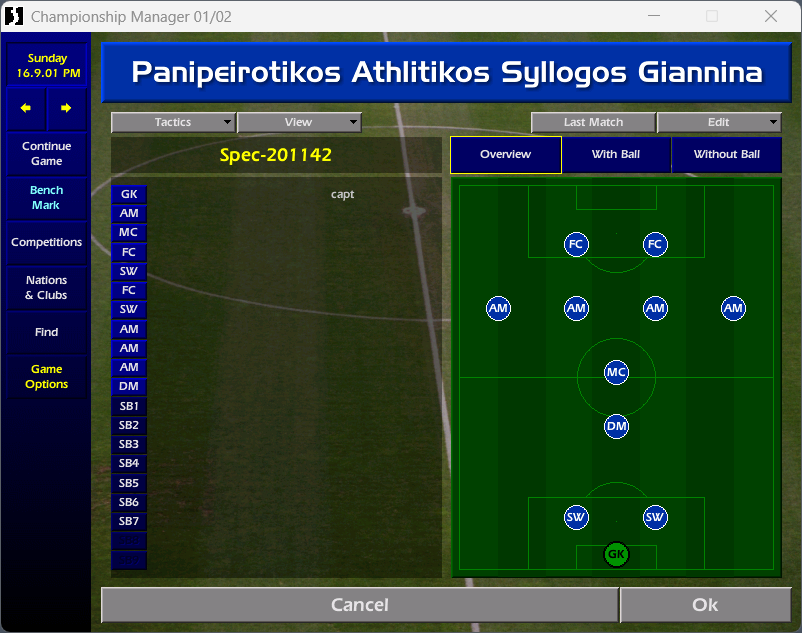 Championship Manager 01/02
Sunday
16.9.01 PM
Panipeirotikos Athlitikos Syllogos Giannina
Continue
Game
Bench
Mark
Competitions
Nations
& Clubs
Find
Game
Options
Tactics
View
Last Match
Edit
Spec-201142
Overview
With Ball
Without Ball
GK capt
AM
MC
FC
SW
FC
SW
AM
AM
AM
DM
SB1
SB2
SB3
SB4
SB5
SB6
SB7
FC FC
AM AM AM AM
MC
DM
SW SW
GK
Cancel
Ok